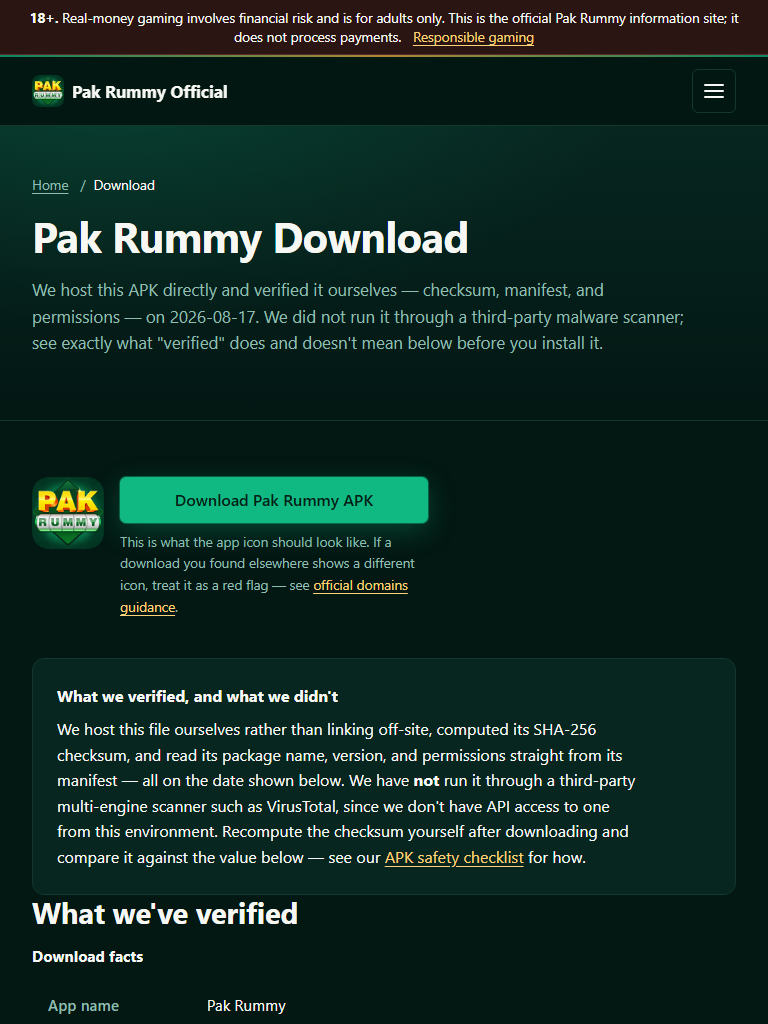 18+. Real-money gaming involves financial risk and is for adults only. This is the official Pak Rummy information site; it
does not process payments. Responsible gaming
PAK
RUMMY
Pak Rummy Official
Home / Download
Pak Rummy Download
We host this APK directly and verified it ourselves — checksum, manifest, and
permissions — on 2026-08-17. We did not run it through a third-party malware scanner;
see exactly what "verified" does and doesn't mean below before you install it.
PAK
RUMMY
Download Pak Rummy APK
This is what the app icon should look like. If a
download you found elsewhere shows a different
icon, treat it as a red flag — see official domains
guidance.
What we verified, and what we didn't
We host this file ourselves rather than linking off-site, computed its SHA-256
checksum, and read its package name, version, and permissions straight from its
manifest — all on the date shown below. We have not run it through a third-party
multi-engine scanner such as VirusTotal, since we don't have API access to one
from this environment. Recompute the checksum yourself after downloading and
compare it against the value below — see our APK safety checklist for how.
What we've verified
Download facts
App name Pak Rummy